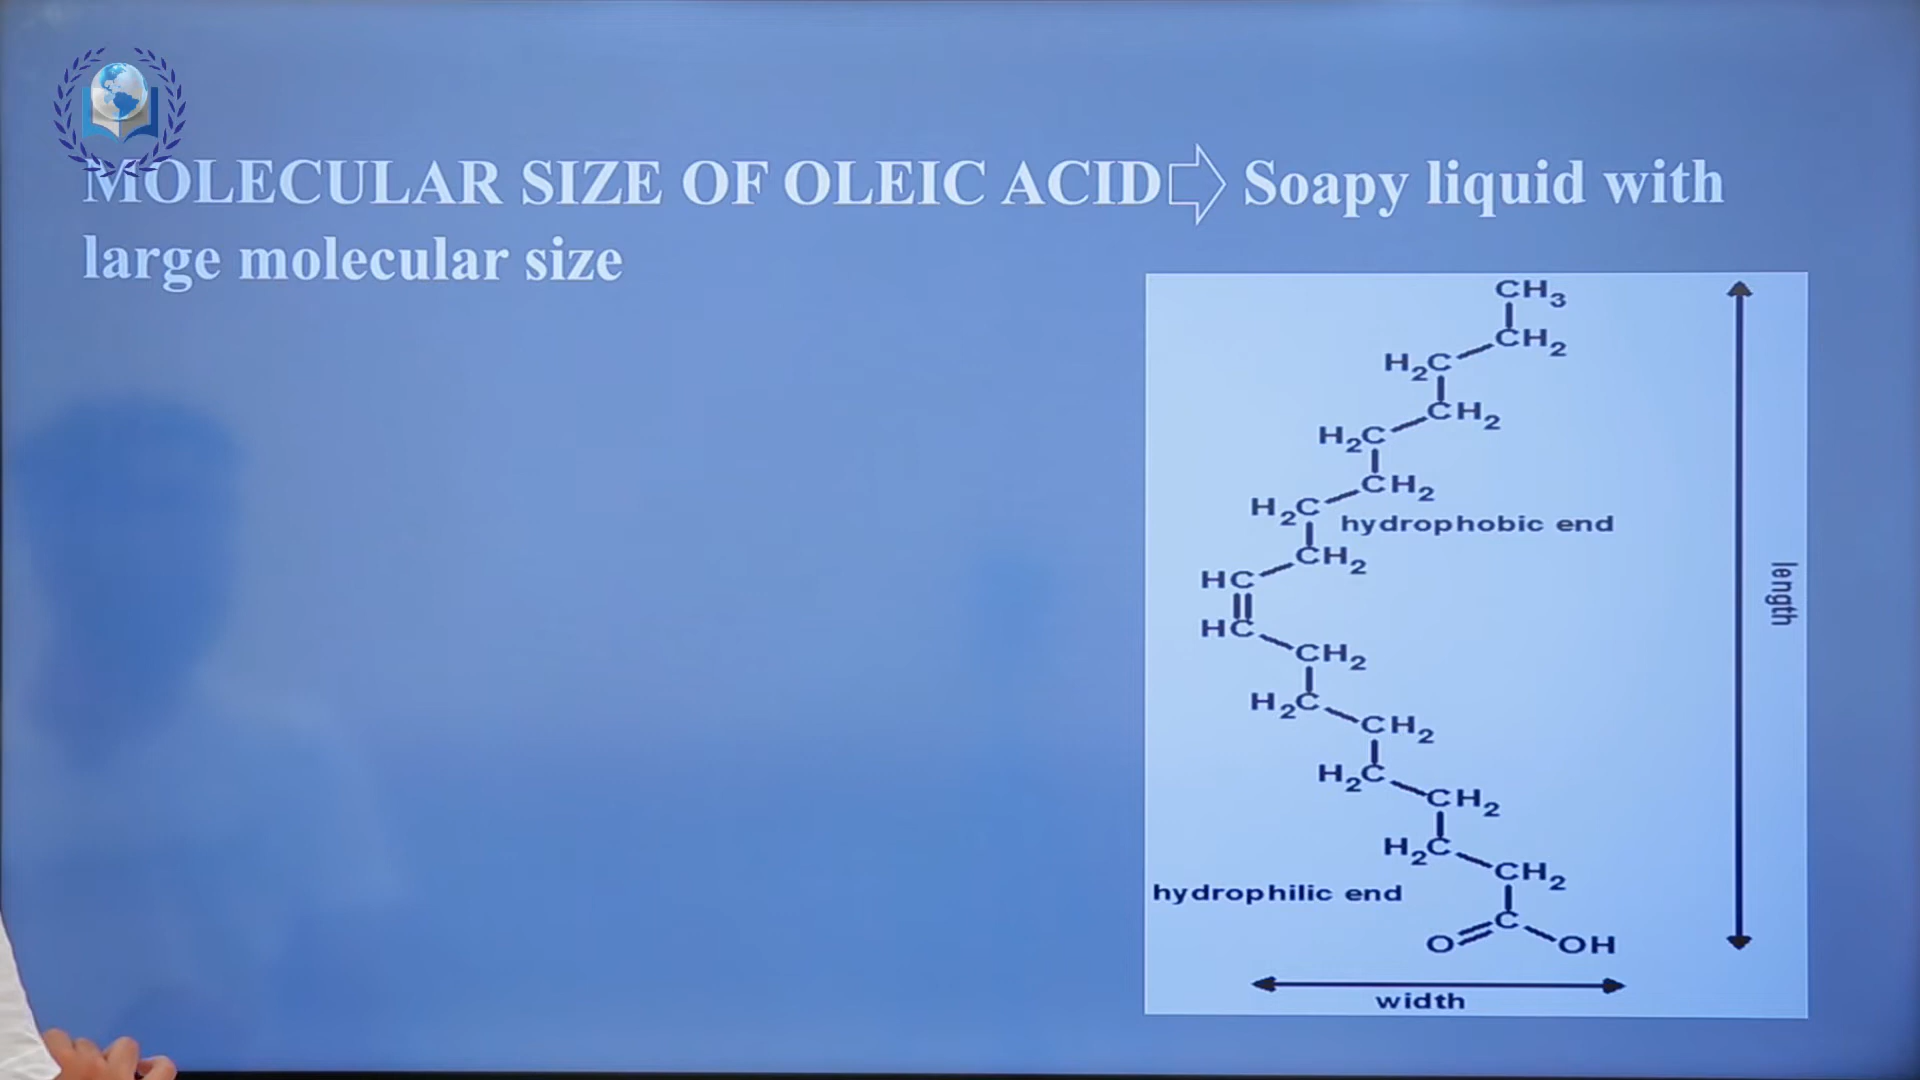 MOLECULAR SIZE OF OLEIC ACID Soapy liquid with
large molecular size
CH3
CH2
H2C
CH2
H2C
CH2
H2C
hydrophobic end
CH2
HC
HC
CH2
H2C
CH2
H2C
CH2
H2C
CH2
hydrophilic end
C
O
OH
width
length